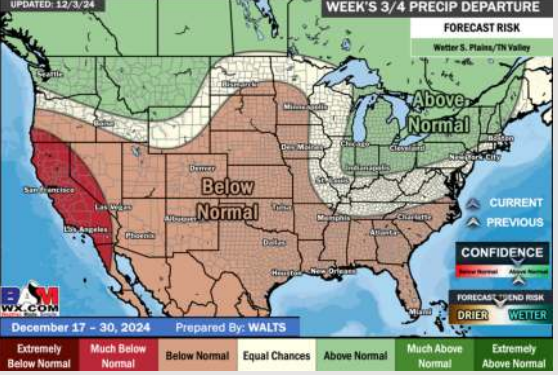 UPDATED: 12/3/24
WEEK'S 3/4 PRECIP DEPARTURE
FORECAST RISK
Wetter S. Plains/TN Valley
Seattle
Bismarck
Minneapolis
Above
Normal
Boise
Boston
Chicago
Cleveland
New York City
Des Moines
Indianapolis
Denver
Below
Normal
St. Louis
San Francisco
Las Vegas
Tulsa
Memphis
Charlotte
CURRENT
PREVIOUS
Los Angeles
Albuquerque
Phoenix
Atlanta
Dallas
CONFIDENCE
Below Normal
Above Normal
Houston
New Orleans
BAM
WX.COM
FORECAST TREND RISK
DRIER
WETTER
Miami
December 17 – 30, 2024
Prepared By: WALTS
Extremely
Below Normal
Much Below
Normal
Below Normal
Equal Chances
Above Normal
Much Above
Normal
Extremely
Above Normal